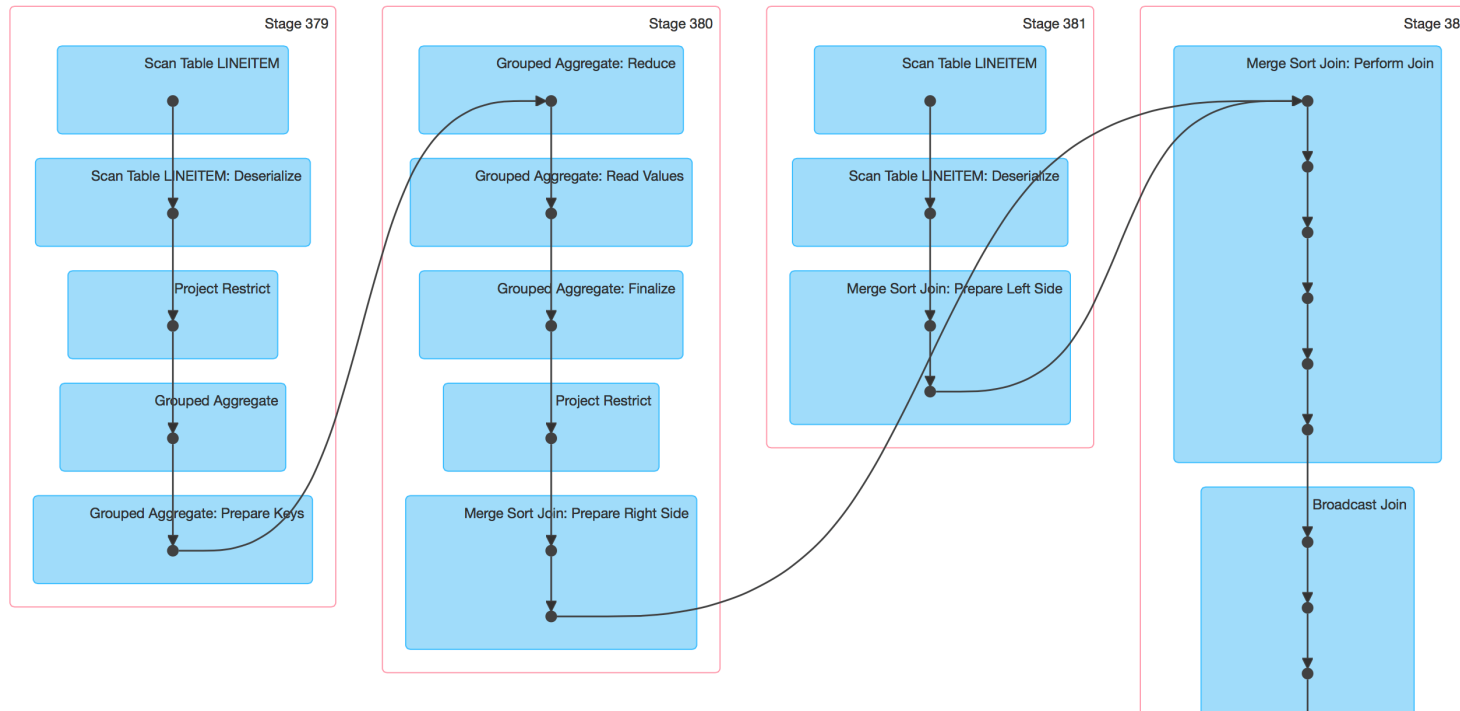 Stage 379
Scan Table LINEITEM
Scan Table LINEITEM: Deserialize
Project Restrict
Grouped Aggregate
Grouped Aggregate: Prepare Keys
Stage 380
Grouped Aggregate: Reduce
Grouped Aggregate: Read Values
Grouped Aggregate: Finalize
Project Restrict
Merge Sort Join: Prepare Right Side
Stage 381
Scan Table LINEITEM
Scan Table LINEITEM: Deserialize
Merge Sort Join: Prepare Left Side
Stage 38
Merge Sort Join: Perform Join
Broadcast Join